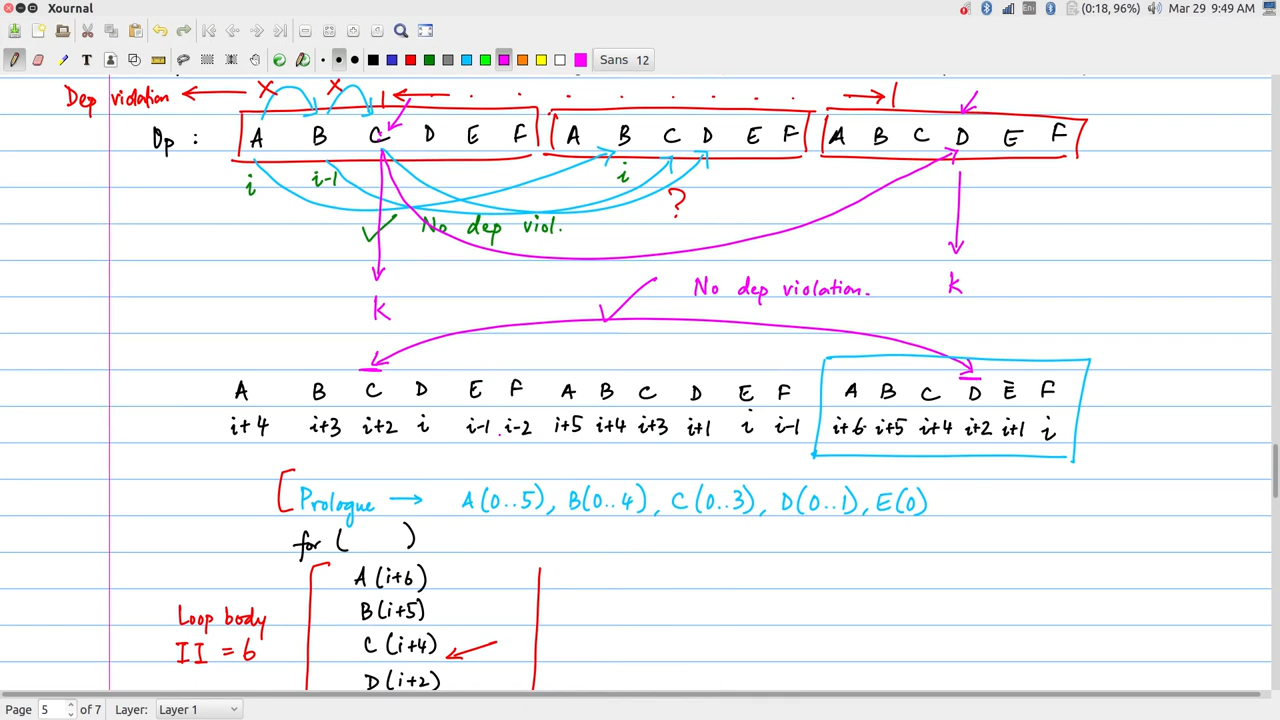 Xournal
En
(0:18, 96%)
Mar 29 9:49 AM
Sans 12
Dep violation
X X
Op : A B C D E F A B C D E F A B C D E F
i i-1 i ?
No dep viol.
k k
No dep violation.
A B C D E F A B C D E F A B C D E F
i+4 i+3 i+2 i i-1 i-2 i+5 i+4 i+3 i+1 i i-1 i+6 i+5 i+4 i+2 i+1 i
Prologue → A(0..5), B(0..4), C(0..3), D(0..1), E(0)
for ( )
A(i+6)
B(i+5)
Loop body
C(i+4)
II = 6
D(i+2)
Page 5 of 7 Layer: Layer 1